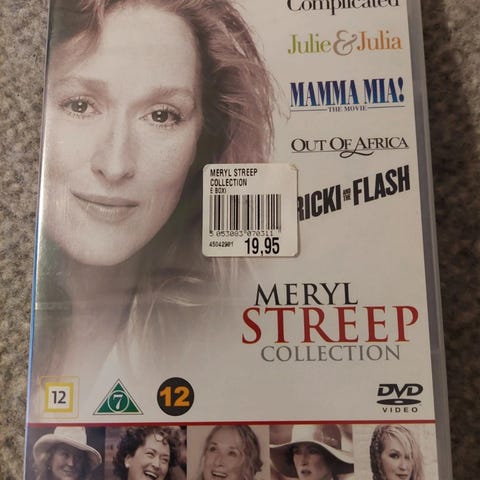 Complicated
Julie & Julia
MAMMA MIA!
THE MOVIE
OUT OF AFRICA
RICKI AND THE FLASH
MERYL STREEP
COLLECTION
E BOXI
5 053083 070311
45042901 19,95
MERYL
STREEP
COLLECTION
12
7
12
DVD
VIDEO